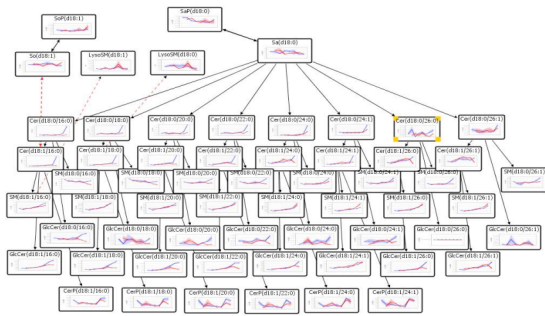 SaP(d18:0)
SoP(d18:1)
Sa(d18:0)
So(d18:1)
LysoSM(d18:1)
LysoSM(d18:0)
Cer(d18:0/16:0)
Cer(d18:0/18:0)
Cer(d18:0/20:0)
Cer(d18:0/22:0)
Cer(d18:0/24:0)
Cer(d18:0/24:1)
Cer(d18:0/26:0)
Cer(d18:0/26:1)
Cer(d18:1/16:0)
Cer(d18:1/18:0)
Cer(d18:1/20:0)
Cer(d18:1/22:0)
Cer(d18:1/24:0)
Cer(d18:1/24:1)
Cer(d18:1/26:0)
Cer(d18:1/26:1)
SM(d18:0/16:0)
SM(d18:0/18:0)
SM(d18:0/20:0)
SM(d18:0/22:0)
SM(d18:0/24:0)
SM(d18:0/24:1)
SM(d18:0/26:0)
SM(d18:0/26:1)
SM(d18:1/16:0)
SM(d18:1/18:0)
SM(d18:1/20:0)
SM(d18:1/22:0)
SM(d18:1/24:0)
SM(d18:1/24:1)
SM(d18:1/26:0)
SM(d18:1/26:1)
GlcCer(d18:0/16:0)
GlcCer(d18:0/18:0)
GlcCer(d18:0/20:0)
GlcCer(d18:0/22:0)
GlcCer(d18:0/24:0)
GlcCer(d18:0/24:1)
GlcCer(d18:0/26:0)
GlcCer(d18:0/26:1)
GlcCer(d18:1/16:0)
GlcCer(d18:1/18:0)
GlcCer(d18:1/20:0)
GlcCer(d18:1/22:0)
GlcCer(d18:1/24:0)
GlcCer(d18:1/24:1)
GlcCer(d18:1/26:0)
GlcCer(d18:1/26:1)
CerP(d18:1/16:0)
CerP(d18:1/18:0)
CerP(d18:1/20:0)
CerP(d18:1/22:0)
CerP(d18:1/24:0)
CerP(d18:1/24:1)